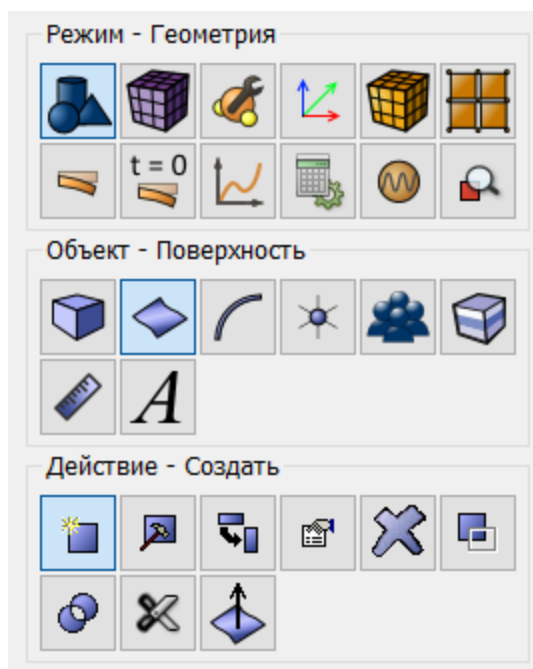 Режим - Геометрия
t = 0
Объект - Поверхность
A
Действие - Создать